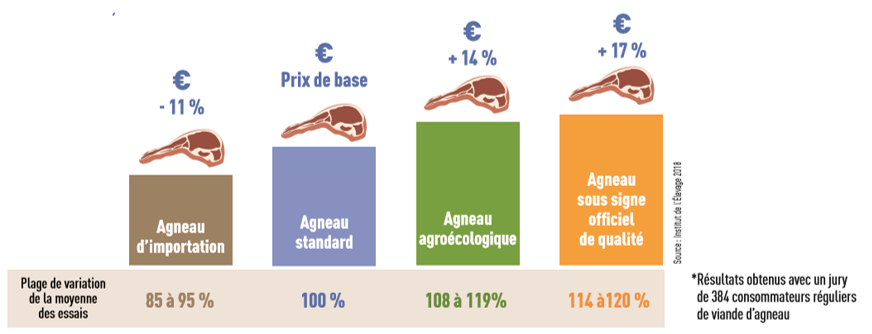 €
- 11 %
€
Prix de base
€
+ 14 %
€
+ 17 %
Agneau
d'importation
Agneau
standard
Agneau
agroécologique
Agneau
sous signe
officiel
de qualité
Source : Institut de l'Élevage 2018
Plage de variation
de la moyenne
des essais
85 à 95 %
100 %
108 à 119%
114 à120 %
*Résultats obtenus avec un jury
de 384 consommateurs réguliers
de viande d'agneau